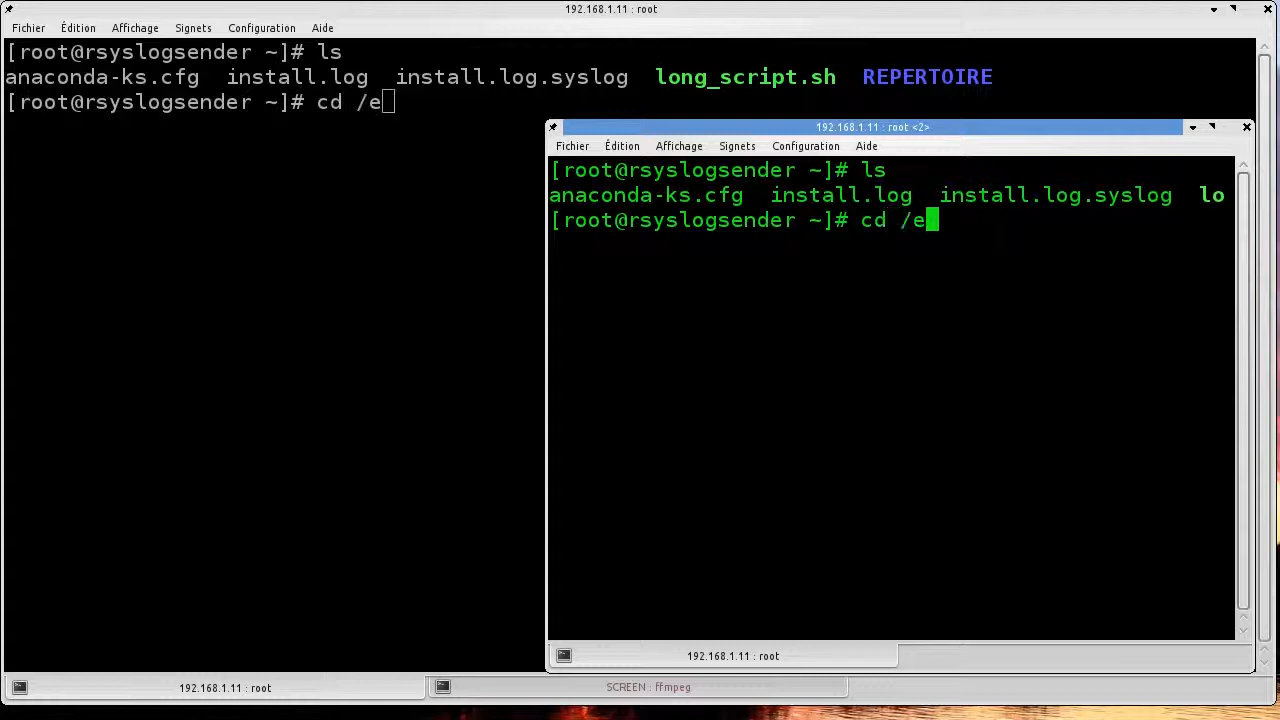 192.168.1.11 : root
Fichier Édition Affichage Signets Configuration Aide
[root@rsyslogsender ~]# ls
anaconda-ks.cfg install.log install.log.syslog long_script.sh REPERTOIRE
[root@rsyslogsender ~]# cd /e
192.168.1.11 : root <2>
Fichier Édition Affichage Signets Configuration Aide
[root@rsyslogsender ~]# ls
anaconda-ks.cfg install.log install.log.syslog lo
[root@rsyslogsender ~]# cd /e
192.168.1.11 : root
192.168.1.11 : root
SCREEN : ffmpeg